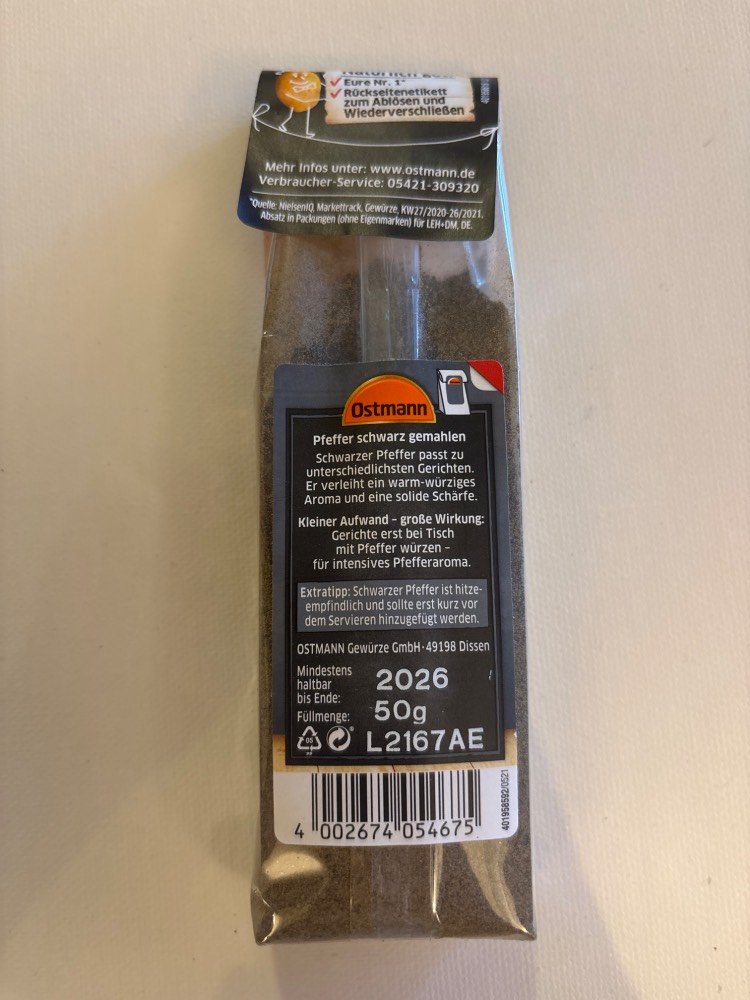 Eure Nr. 1*
Rückseitenetikett
zum Ablösen und
Wiederverschließen
Mehr Infos unter: www.ostmann.de
Verbraucher-Service: 05421-309320
*Quelle: NielsenIQ, Markettrack, Gewürze, KW27/2020-26/2021.
Absatz in Packungen (ohne Eigenmarken) für LEH+DM, DE.
Ostmann
Pfeffer schwarz gemahlen
Schwarzer Pfeffer passt zu
unterschiedlichsten Gerichten.
Er verleiht ein warm-würziges
Aroma und eine solide Schärfe.
Kleiner Aufwand – große Wirkung:
Gerichte erst bei Tisch
mit Pfeffer würzen –
für intensives Pfefferaroma.
Extratipp: Schwarzer Pfeffer ist hitze-
empfindlich und sollte erst kurz vor
dem Servieren hinzugefügt werden.
OSTMANN Gewürze GmbH · 49198 Dissen
Mindestens
haltbar
bis Ende:
2026
Füllmenge: 50g
05
PP
L2167AE
4 002674 054675
401958592/0521